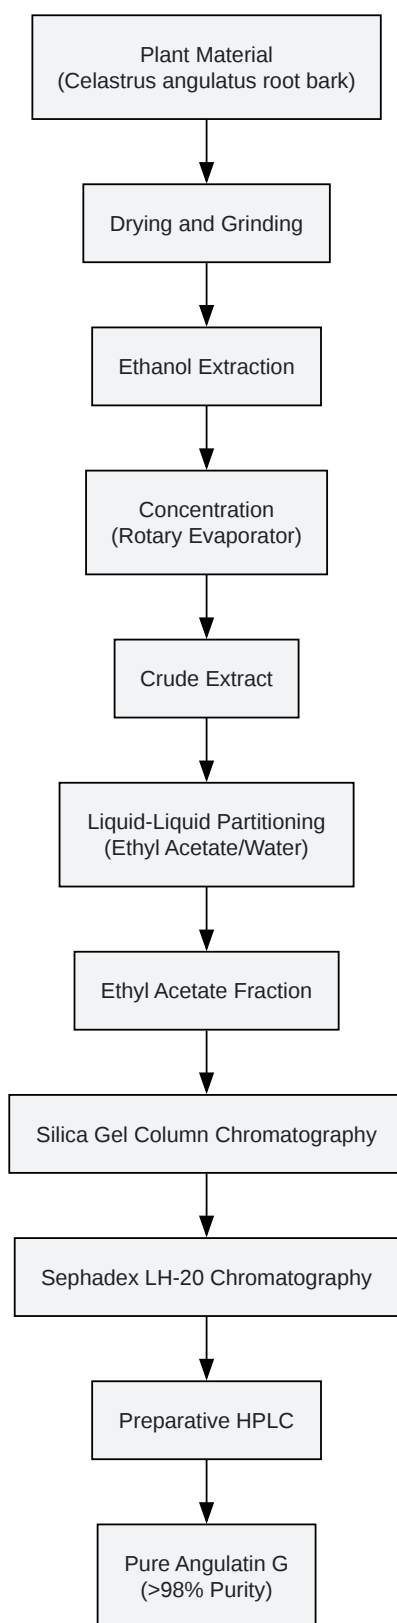 Plant Material
(Celastrus angulatus root bark)
Drying and Grinding
Ethanol Extraction
Concentration
(Rotary Evaporator)
Crude Extract
Liquid-Liquid Partitioning
(Ethyl Acetate/Water)
Ethyl Acetate Fraction
Silica Gel Column Chromatography
Sephadex LH-20 Chromatography
Preparative HPLC
Pure Angulatin G
(>98% Purity)